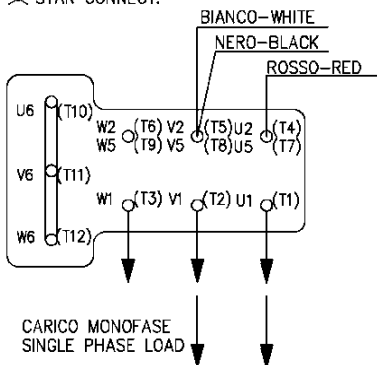 STAR CONNECT.
BIANCO-WHITE
NERO-BLACK
ROSSO-RED
U6 (T10)
W2 (T6) V2 (T5) U2 (T4)
W5 (T9) V5 (T8) U5 (T7)
V6 (T11)
W1 (T3) V1 (T2) U1 (T1)
W6 (T12)
CARICO MONOFASE
SINGLE PHASE LOAD